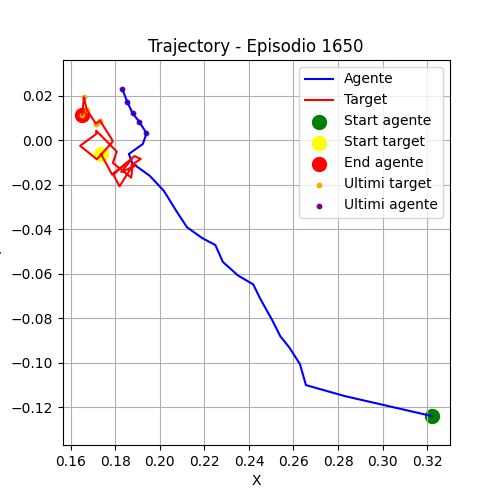 Trajectory - Episodio 1650
Agente
Target
Start agente
Start target
End agente
Ultimi target
Ultimi agente
0.02
0.00
−0.02
−0.04
−0.06
−0.08
−0.10
−0.12
0.16
0.18
0.20
0.22
0.24
0.26
0.28
0.30
0.32
X